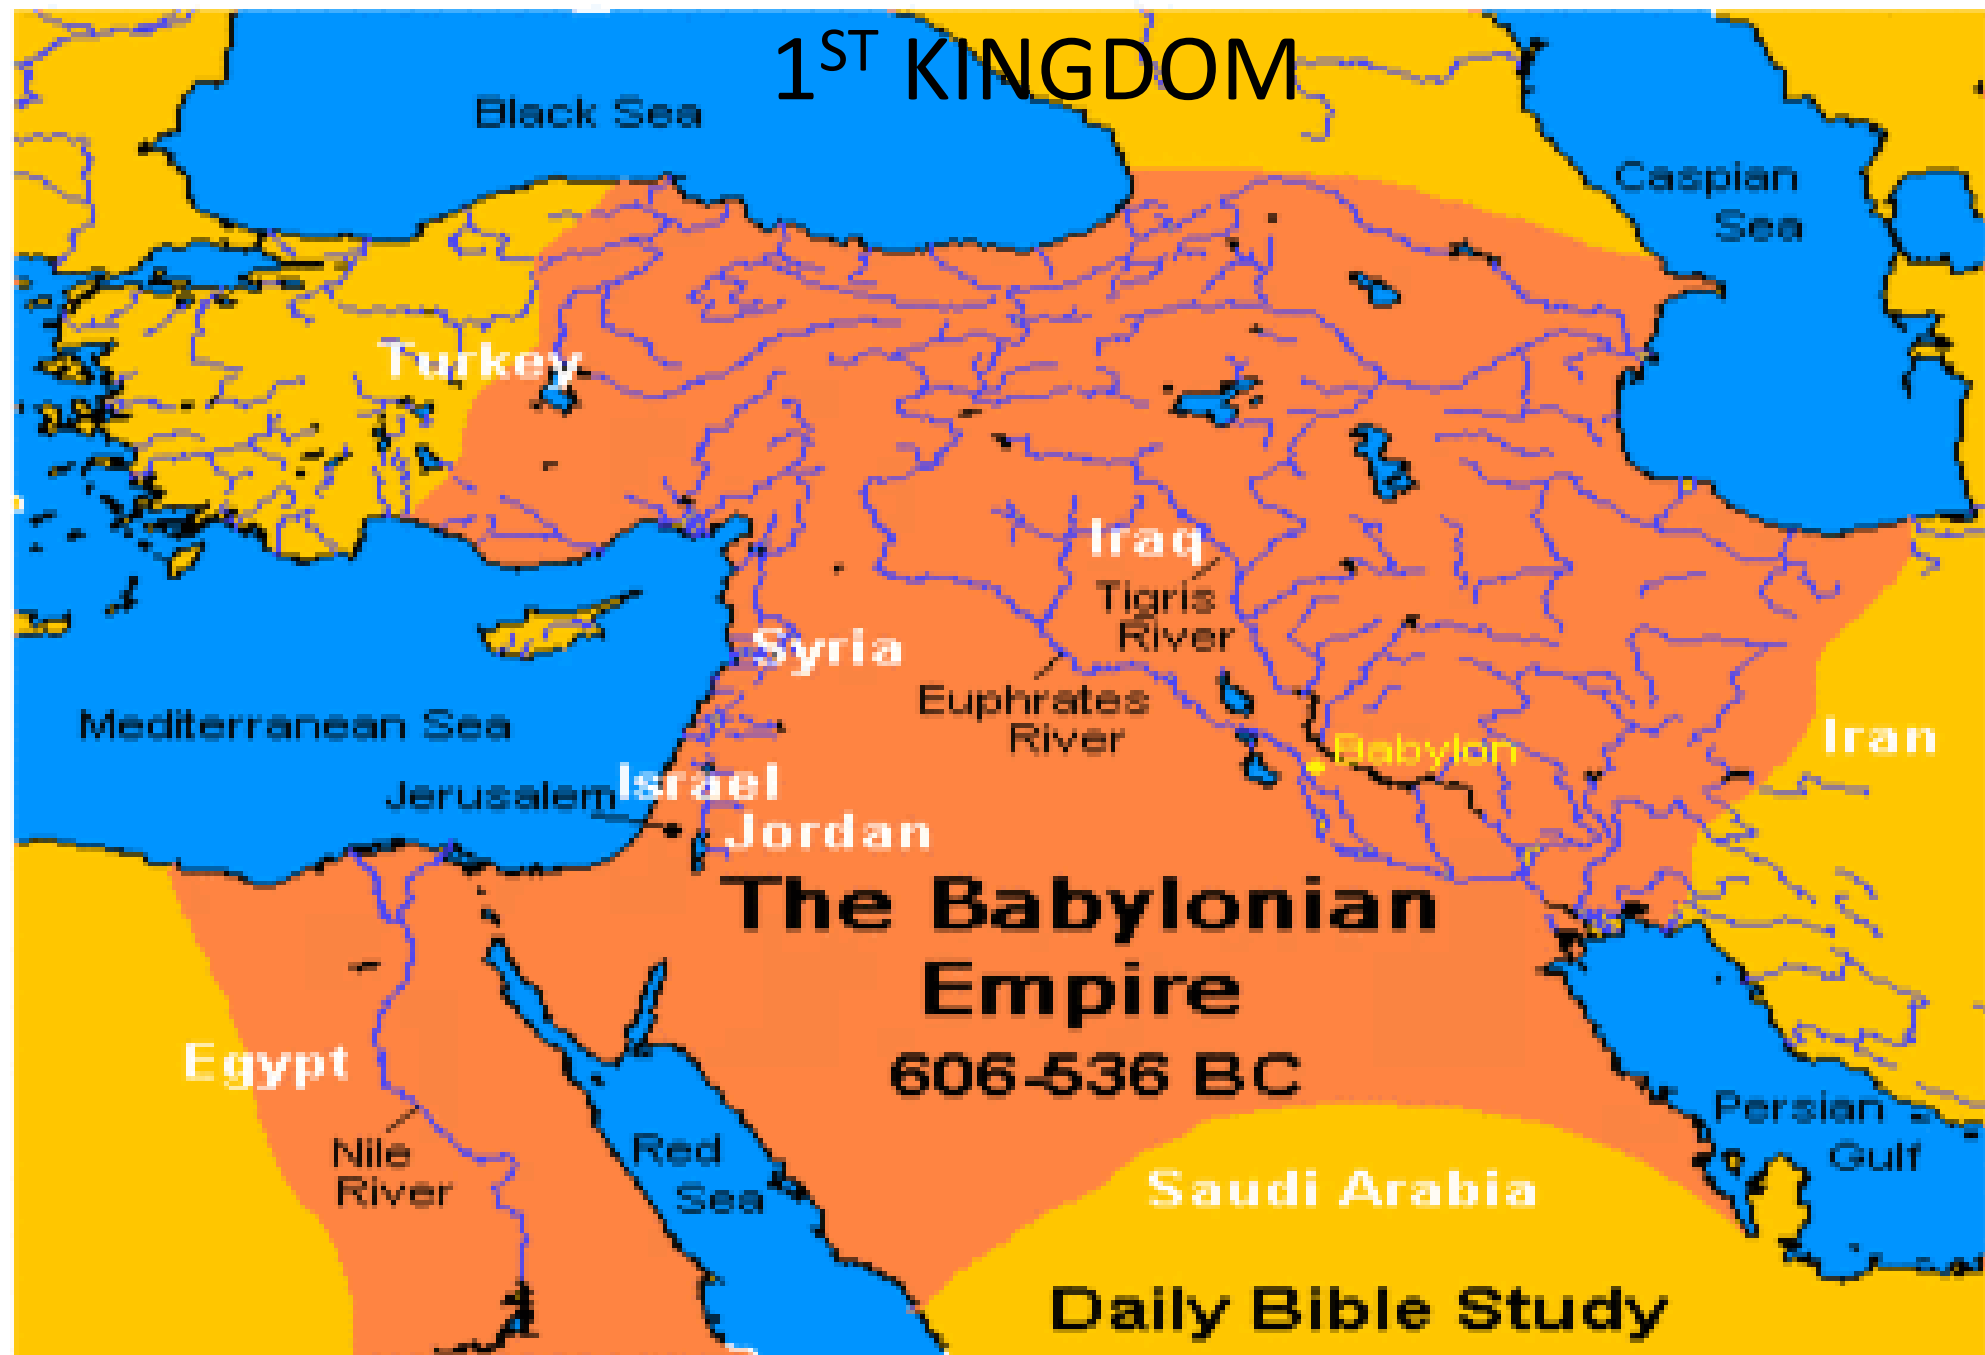 1ST KINGDOM
Black Sea
Caspian
Sea
Turkey
Iraq
Tigris
River
Syria
Euphrates
River
Mediterranean Sea
Iran
Babylon
Israel
Jerusalem
Jordan
The Babylonian
Empire
606-536 BC
Egypt
Nile
River
Red
Sea
Persian
Gulf
Saudi Arabia
Daily Bible Study